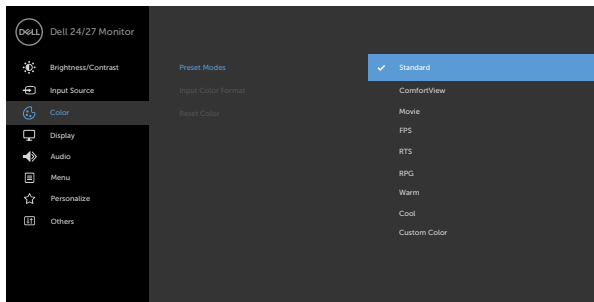 DELL Dell 24/27 Monitor
Brightness/Contrast Preset Modes Standard
Input Source Input Color Format ComfortView
Color Reset Color Movie
Display FPS
Audio RTS
Menu RPG
Personalize Warm
Others Cool
Custom Color